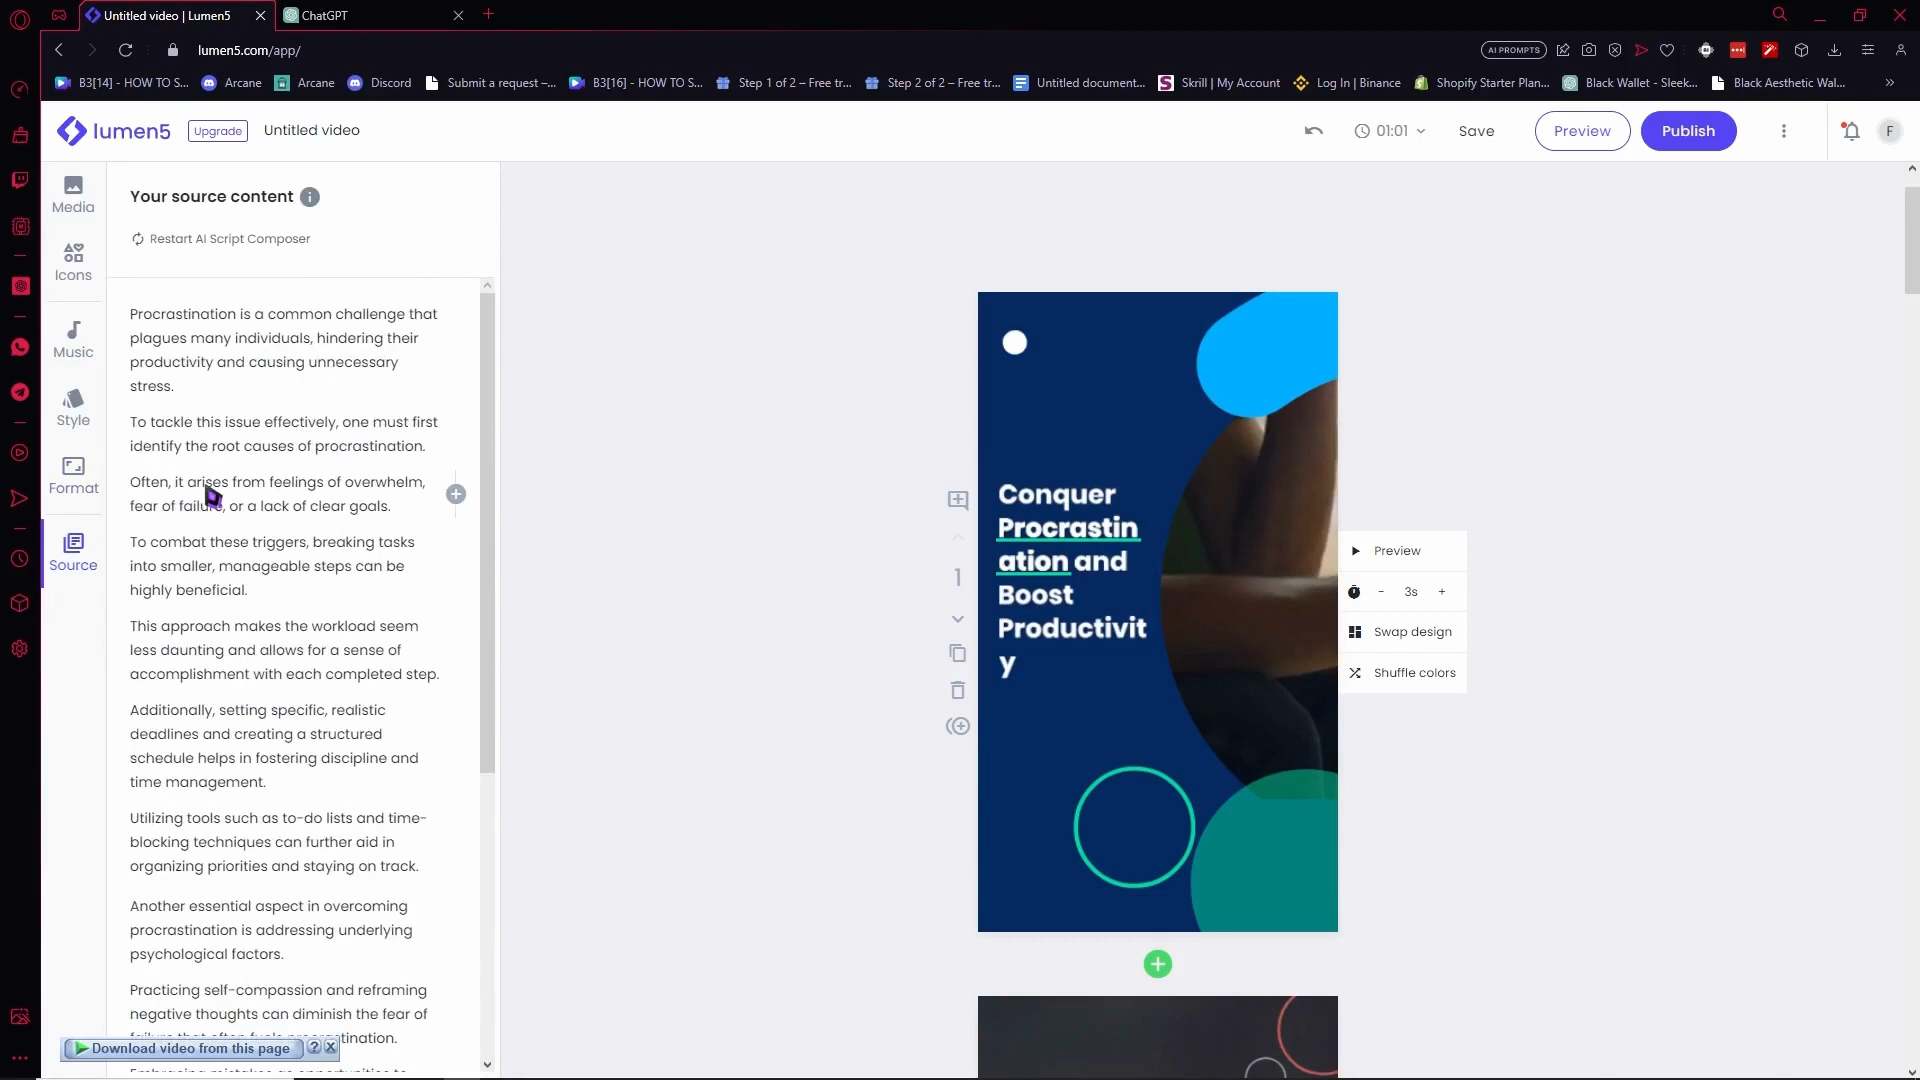 Untitled video | Lumen5
ChatGPT
lumen5.com/app/
AI PROMPTS
B3[14] - HOW TO S...
Arcane
Arcane
Discord
Submit a request –...
B3[16] - HOW TO S...
Step 1 of 2 – Free tr...
Step 2 of 2 – Free tr...
Untitled document...
Skrill | My Account
Log In | Binance
Shopify Starter Plan...
Black Wallet - Sleek...
Black Aesthetic Wal...
lumen5
Upgrade
Untitled video
01:01
Save
Preview
Publish
F
Media
Icons
Music
Style
Format
Source
Your source content
Restart AI Script Composer
Procrastination is a common challenge that
plagues many individuals, hindering their
productivity and causing unnecessary
stress.
To tackle this issue effectively, one must first
identify the root causes of procrastination.
Often, it arises from feelings of overwhelm,
fear of failure, or a lack of clear goals.
To combat these triggers, breaking tasks
into smaller, manageable steps can be
highly beneficial.
This approach makes the workload seem
less daunting and allows for a sense of
accomplishment with each completed step.
Additionally, setting specific, realistic
deadlines and creating a structured
schedule helps in fostering discipline and
time management.
Utilizing tools such as to-do lists and time-
blocking techniques can further aid in
organizing priorities and staying on track.
Another essential aspect in overcoming
procrastination is addressing underlying
psychological factors.
Practicing self-compassion and reframing
negative thoughts can diminish the fear of
failure that often fuels procrastination.
Download video from this page
?
X
1
Conquer
Procrastin
ation and
Boost
Productivit
y
Preview
- 3s +
Swap design
Shuffle colors